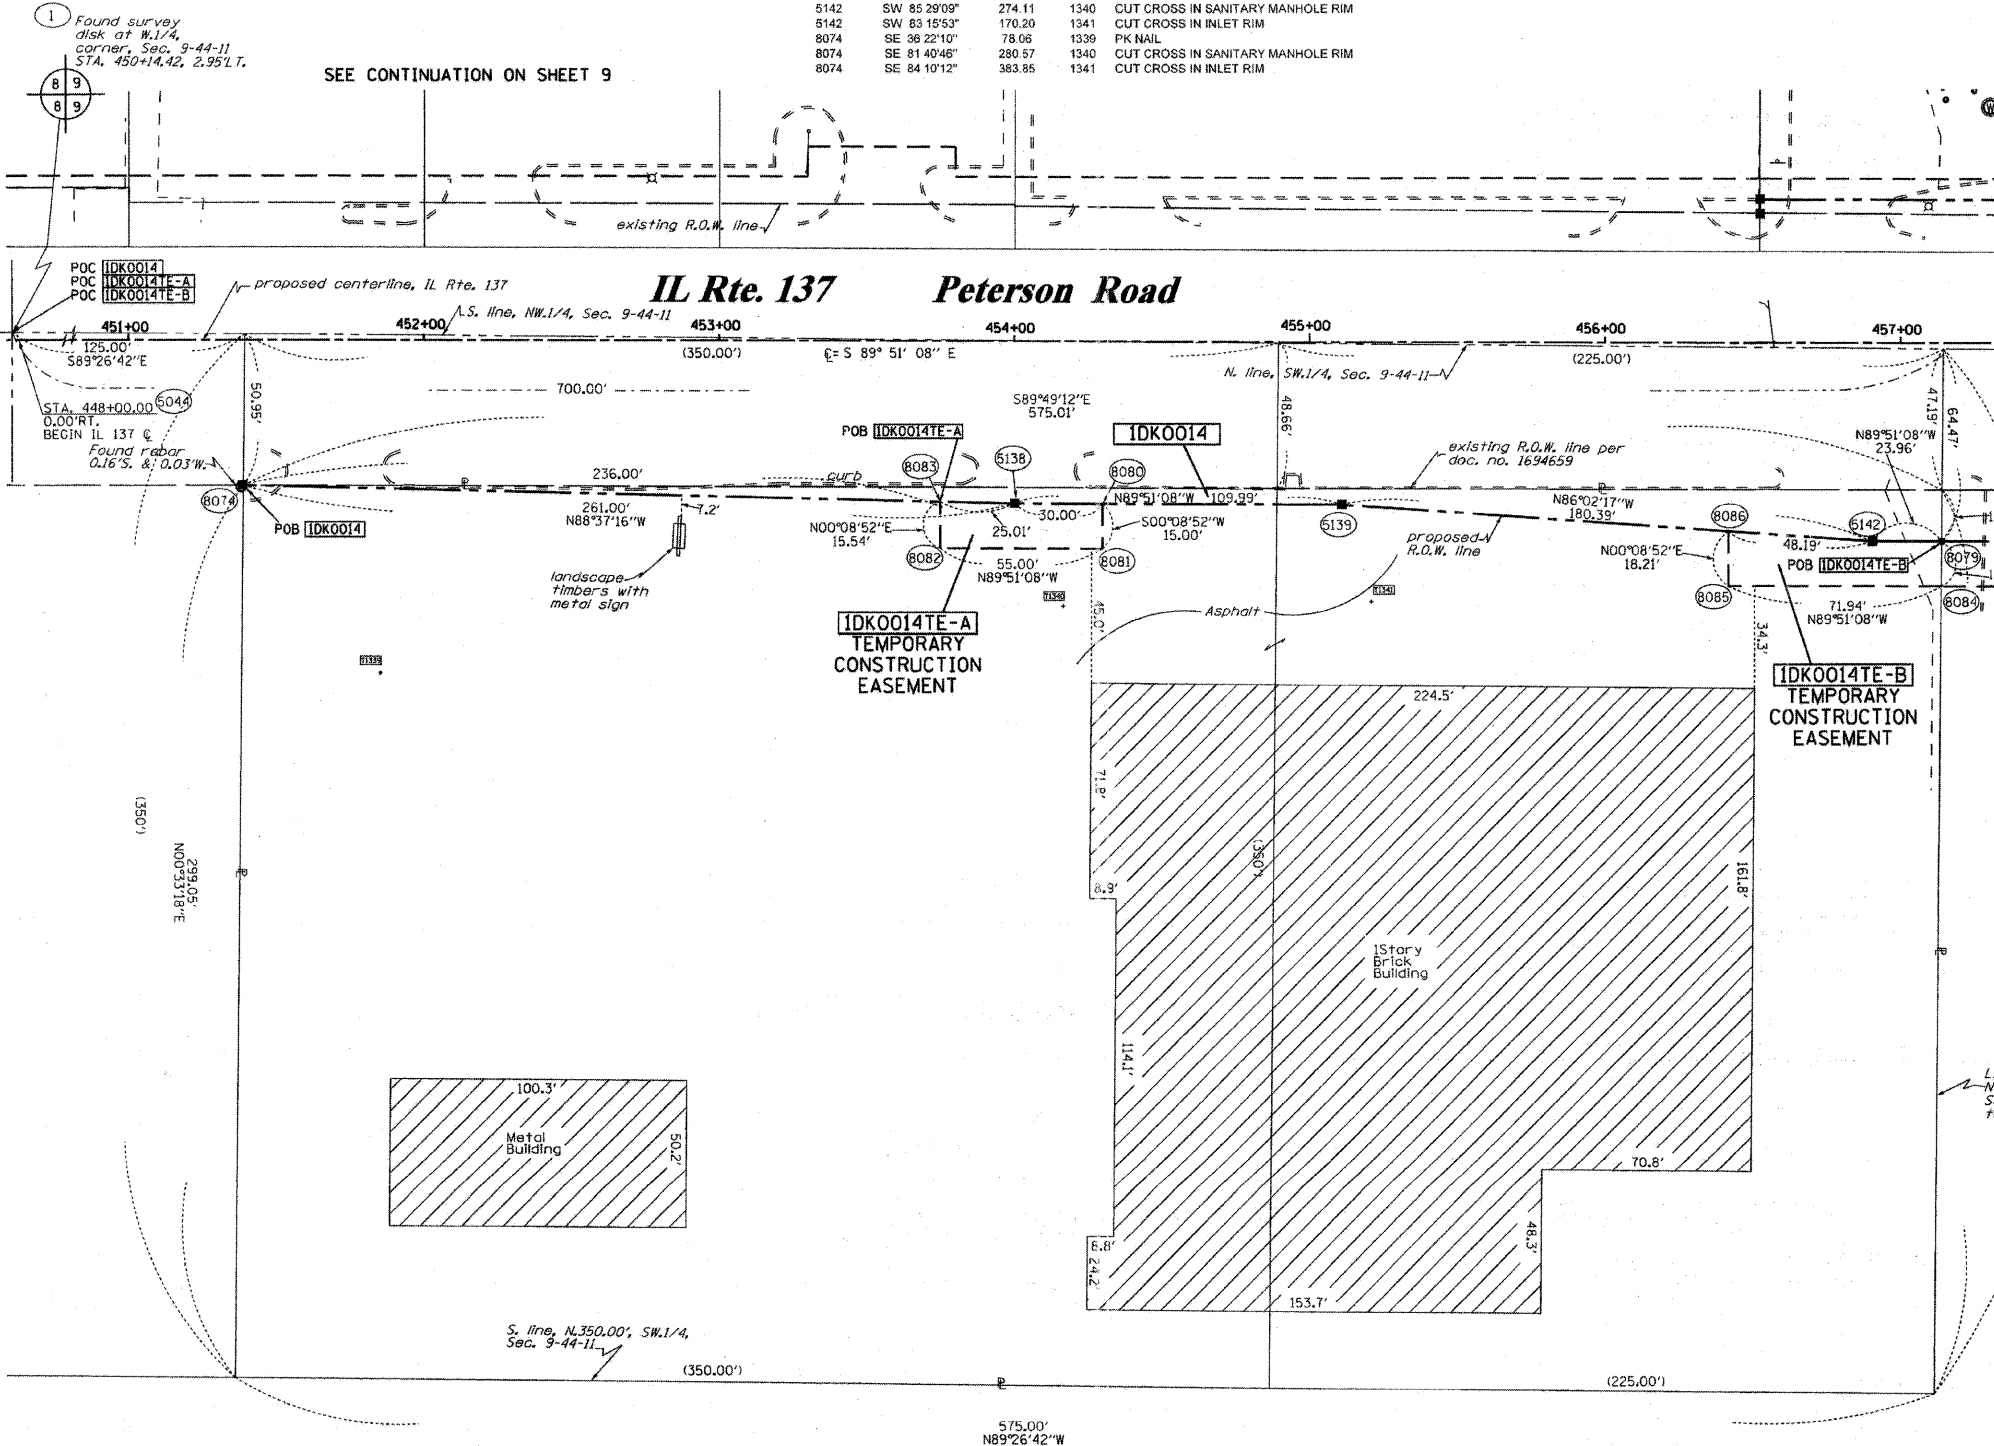 1
Found survey
disk at W.1/4,
corner, Sec. 9-44-11
STA. 450+14.42, 2.95'LT.
5142 SW 85 29'09" 274.11 1340 CUT CROSS IN SANITARY MANHOLE RIM
5142 SW 83 15'53" 170.20 1341 CUT CROSS IN INLET RIM
8074 SE 36 22'10" 78.06 1339 PK NAIL
8074 SE 81 40'46" 280.57 1340 CUT CROSS IN SANITARY MANHOLE RIM
8074 SE 84 10'12" 383.85 1341 CUT CROSS IN INLET RIM
SEE CONTINUATION ON SHEET 9
8 9
8 9
existing R.O.W. line
POC 1DK0014
POC 1DK0014TE-A
POC 1DK0014TE-B
proposed centerline, IL Rte. 137
IL Rte. 137 Peterson Road
S. line, NW.1/4, Sec. 9-44-11
451+00 452+00 453+00 454+00 455+00 456+00 457+00
125.00'
S89°26'42"E
(350.00')
℄= S 89° 51' 08" E
(225.00')
N. line, SW.1/4, Sec. 9-44-11
700.00'
50.95'
48.66'
47.19'
64.47'
5044
STA. 448+00.00
0.00'RT.
BEGIN IL 137 ℄
Found rebar
0.16'S. & 0.03'W.
S89°49'12"E
575.01'
POB 1DK0014TE-A
1DK0014
existing R.O.W. line per
doc. no. 1694659
N89°51'08"W
23.96'
8083
5138
8080
236.00'
curb
8074
POB 1DK0014
261.00'
N88°37'16"W
7.2'
N89°51'08"W 109.99'
30.00'
25.01'
N00°08'52"E
15.54'
S00°08'52"W
15.00'
5139
N86°02'17"W
180.39'
8086
5142
48.19'
proposed
R.O.W. line
N00°08'52"E
18.21'
POB 1DK0014TE-B
8079
8082
8081
55.00'
N89°51'08"W
landscape
timbers with
metal sign
T1340
T1341
8085
8084
71.94'
N89°51'08"W
45.0'
Asphalt
34.3'
1DK0014TE-A
TEMPORARY
CONSTRUCTION
EASEMENT
T1339
1DK0014TE-B
TEMPORARY
CONSTRUCTION
EASEMENT
224.5'
71.8'
(350')
299.05'
N00°33'18"E
(350')
161.8'
8.9'
1Story
Brick
Building
114.1'
100.3'
Metal
Building
50.2'
70.8'
48.3'
8.8'
24.2'
153.7'
S. line, N.350.00', SW.1/4,
Sec. 9-44-11
(350.00')
(225.00')
575.00'
N89°26'42"W